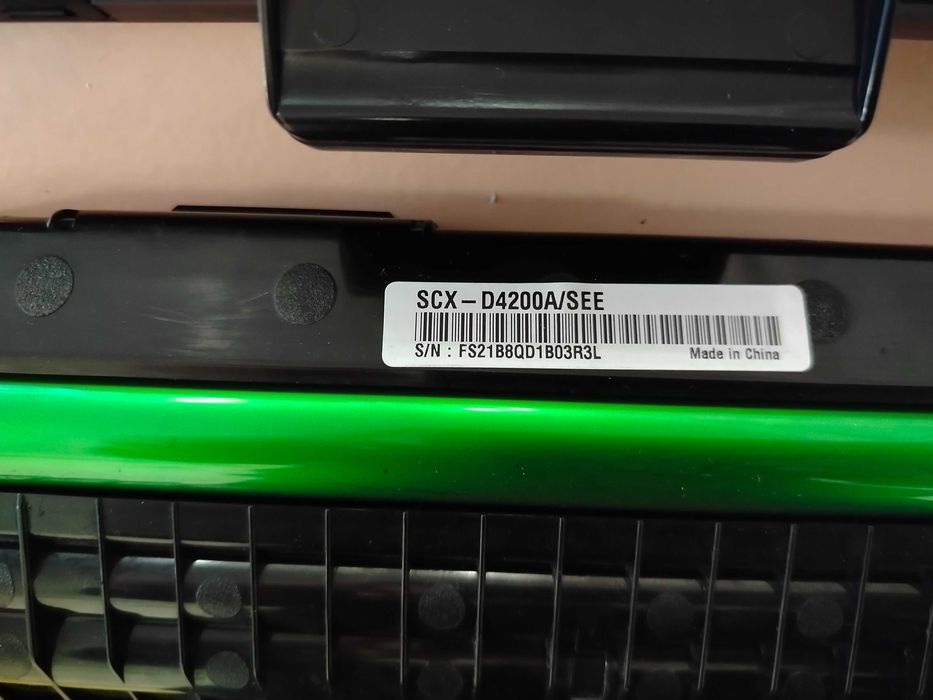 SCX – D4200A/SEE
S/N : FS21B8QD1B03R3L
Made in China